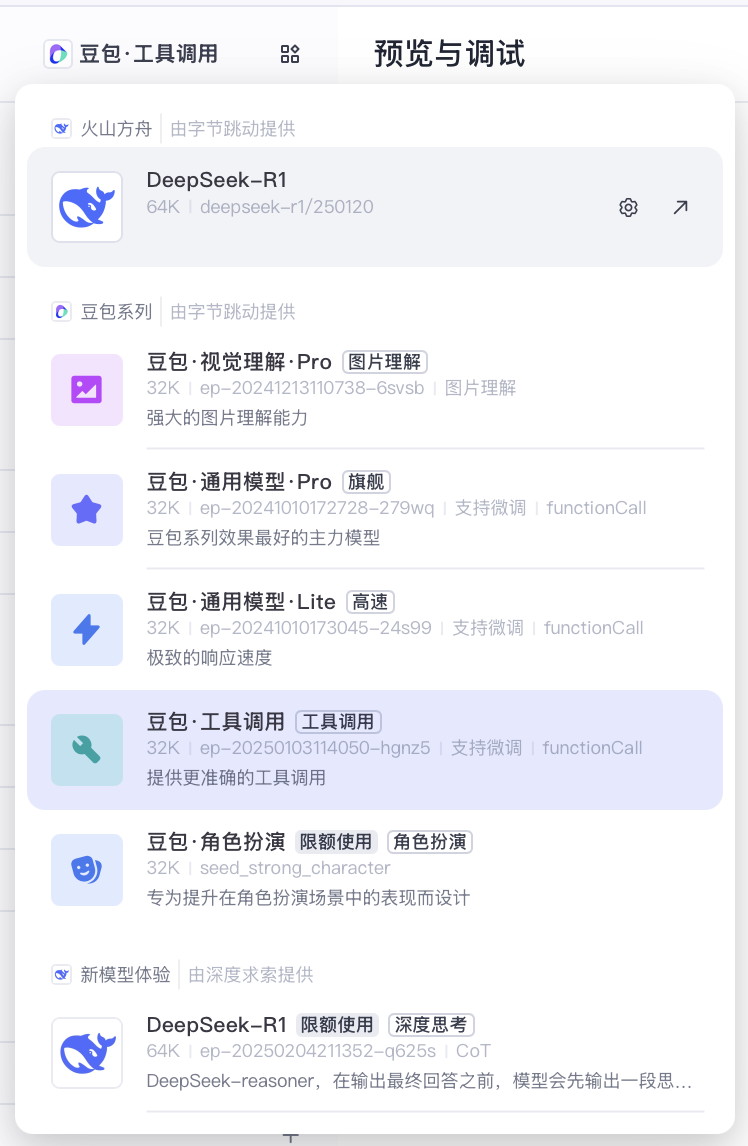 豆包·工具调用
预览与调试
火山方舟 | 由字节跳动提供
DeepSeek-R1
64K | deepseek-r1/250120
豆包系列 | 由字节跳动提供
豆包·视觉理解·Pro 图片理解
32K | ep-20241213110738-6svsb | 图片理解
强大的图片理解能力
豆包·通用模型·Pro 旗舰
32K | ep-20241010172728-279wq | 支持微调 | functionCall
豆包系列效果最好的主力模型
豆包·通用模型·Lite 高速
32K | ep-20241010173045-24s99 | 支持微调 | functionCall
极致的响应速度
豆包·工具调用 工具调用
32K | ep-20250103114050-hgnz5 | 支持微调 | functionCall
提供更准确的工具调用
豆包·角色扮演 限额使用 角色扮演
32K | seed_strong_character
专为提升在角色扮演场景中的表现而设计
新模型体验 | 由深度求索提供
DeepSeek-R1 限额使用 深度思考
64K | ep-20250204211352-q625s | CoT
DeepSeek-reasoner，在输出最终回答之前，模型会先输出一段思...